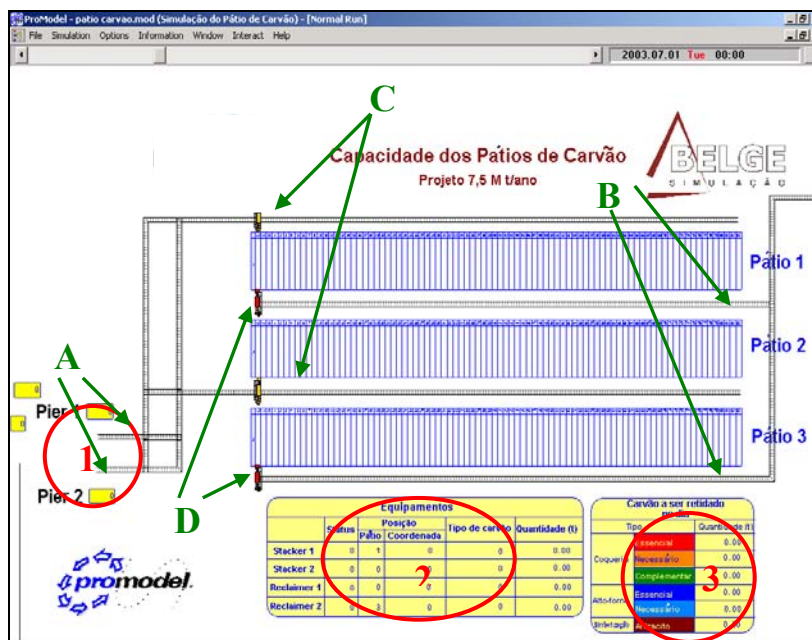 ProModel - patio carvao.mod (Simulação do Pátio de Carvão) - [Normal Run]
File Simulation Options Information Window Interact Help
2003.07.01 Tue 00:00
C
Capacidade dos Pátios de Carvão
Projeto 7,5 M t/ano
BELGE
SIMULAÇÃO
B
Pátio 1
Pátio 2
A
0
Pier 1 0
0
Pátio 3
1
Pier 2 0
D
Equipamentos
Status Posição Tipo de carvão Quantidade (t)
Pátio Coordenada
Stacker 1 0 1 0 0 0.00
Stacker 2 0 0 0 0.00
Reclaimer 1 0 0 0 0.00
Reclaimer 2 0 3 0 0 0.00
2
Carvão a ser retidado
no dia
Tipo Quantidade (t)
Coqueria Essencial 0.00
Necessário 0.00
Complementar 0.00
Alto-forno Essencial 0.00
Necessário 0.00
Sinterização Antracito 0.00
3
promodel.